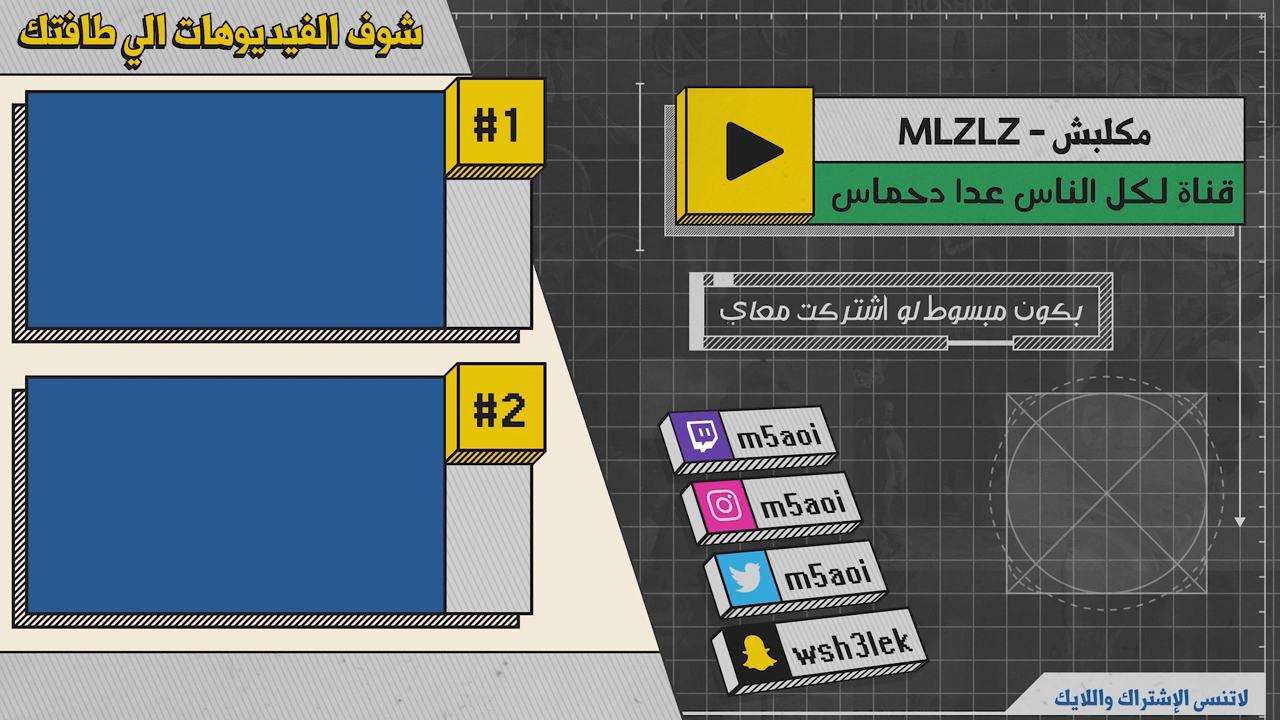 شوف الفيديوهات الي طافتك
#1
#2
BIOSHOCK
مكلبش - MLZLZ
قناة لكل الناس عدا دحماس
بكون مبسوط لو اشتركت معاي
m5aoi
m5aoi
m5aoi
wsh3lek
لاتنسى الإشتراك واللايك